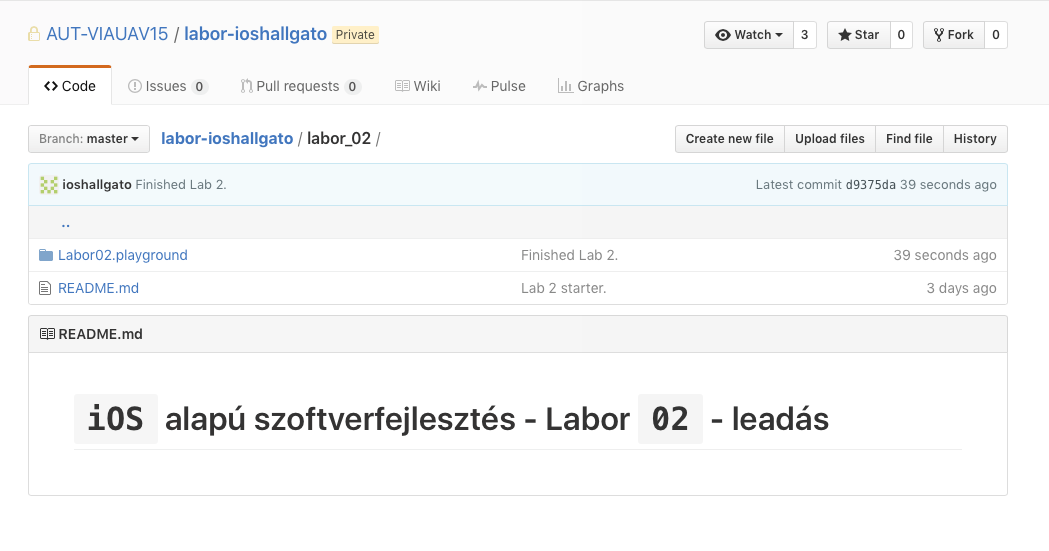 AUT-VIAUAV15 / labor-ioshallgato Private Watch 3 Star 0 Fork 0
Code Issues 0 Pull requests 0 Wiki Pulse Graphs
Branch: master labor-ioshallgato / labor_02 / Create new file Upload files Find file History
ioshallgato Finished Lab 2. Latest commit d9375da 39 seconds ago
..
Labor02.playground Finished Lab 2. 39 seconds ago
README.md Lab 2 starter. 3 days ago
README.md
iOS alapú szoftverfejlesztés - Labor 02 - leadás